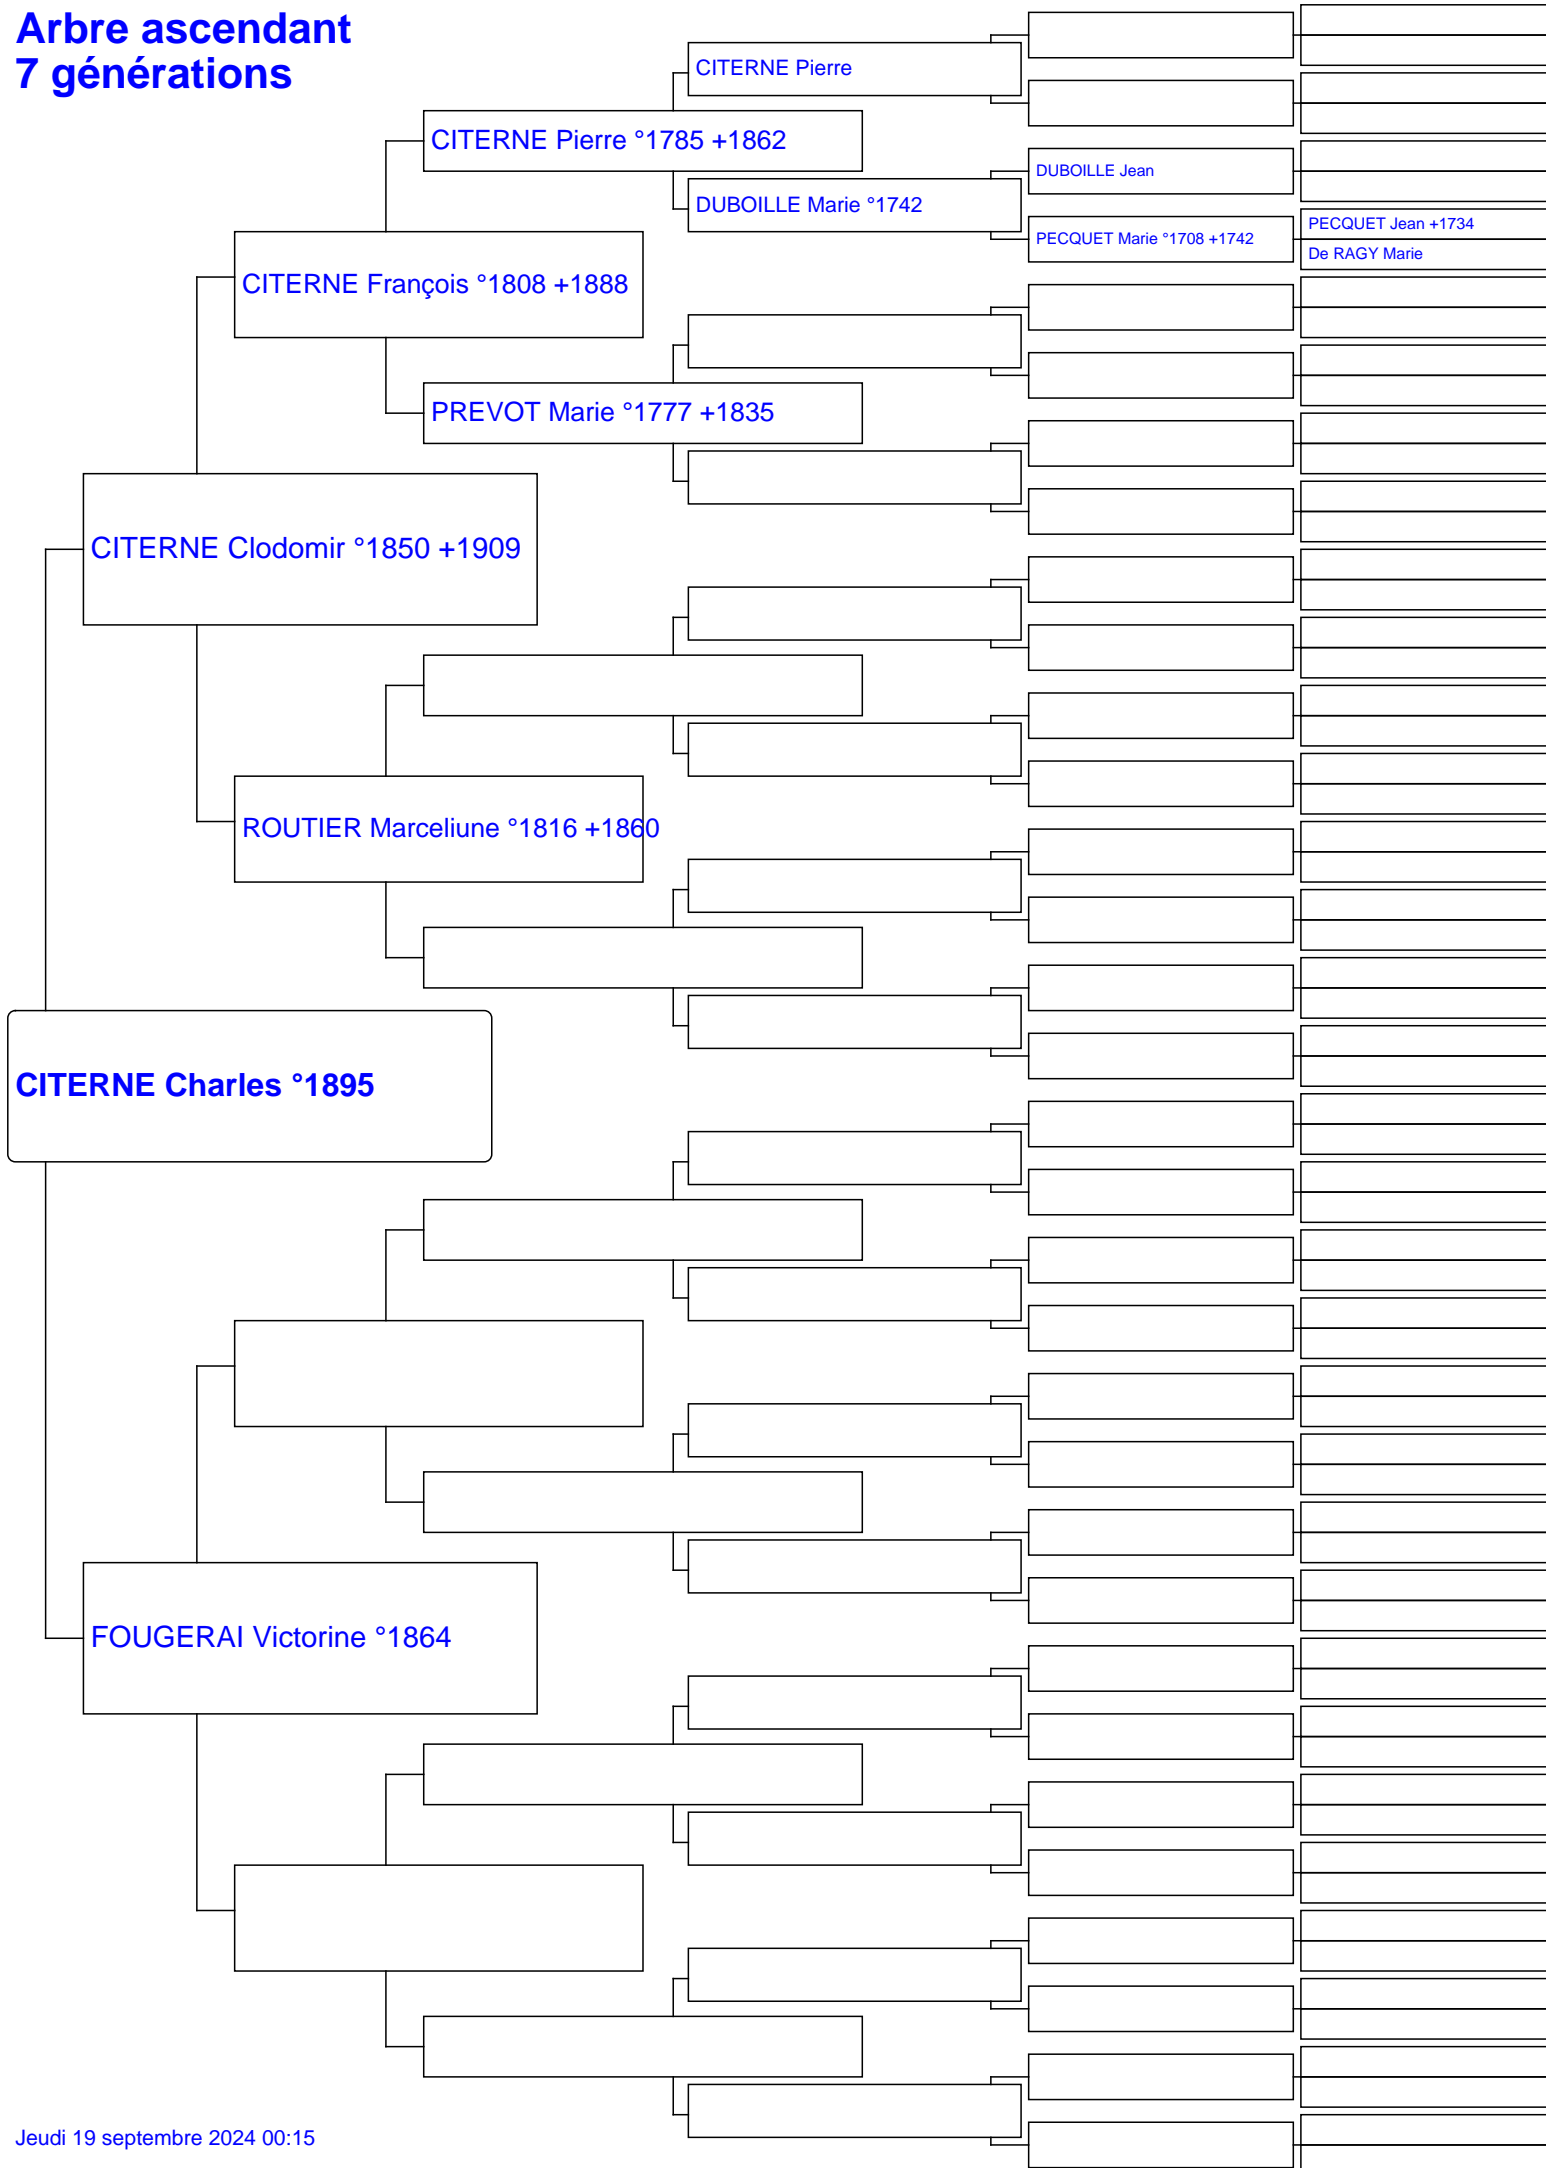 Arbre ascendant
7 générations
CITERNE Pierre
CITERNE Pierre °1785 +1862
DUBOILLE Jean
DUBOILLE Marie °1742
PECQUET Jean +1734
PECQUET Marie °1708 +1742
De RAGY Marie
CITERNE François °1808 +1888
PREVOT Marie °1777 +1835
CITERNE Clodomir °1850 +1909
ROUTIER Marceliune °1816 +1860
CITERNE Charles °1895
FOUGERAI Victorine °1864
Jeudi 19 septembre 2024 00:15